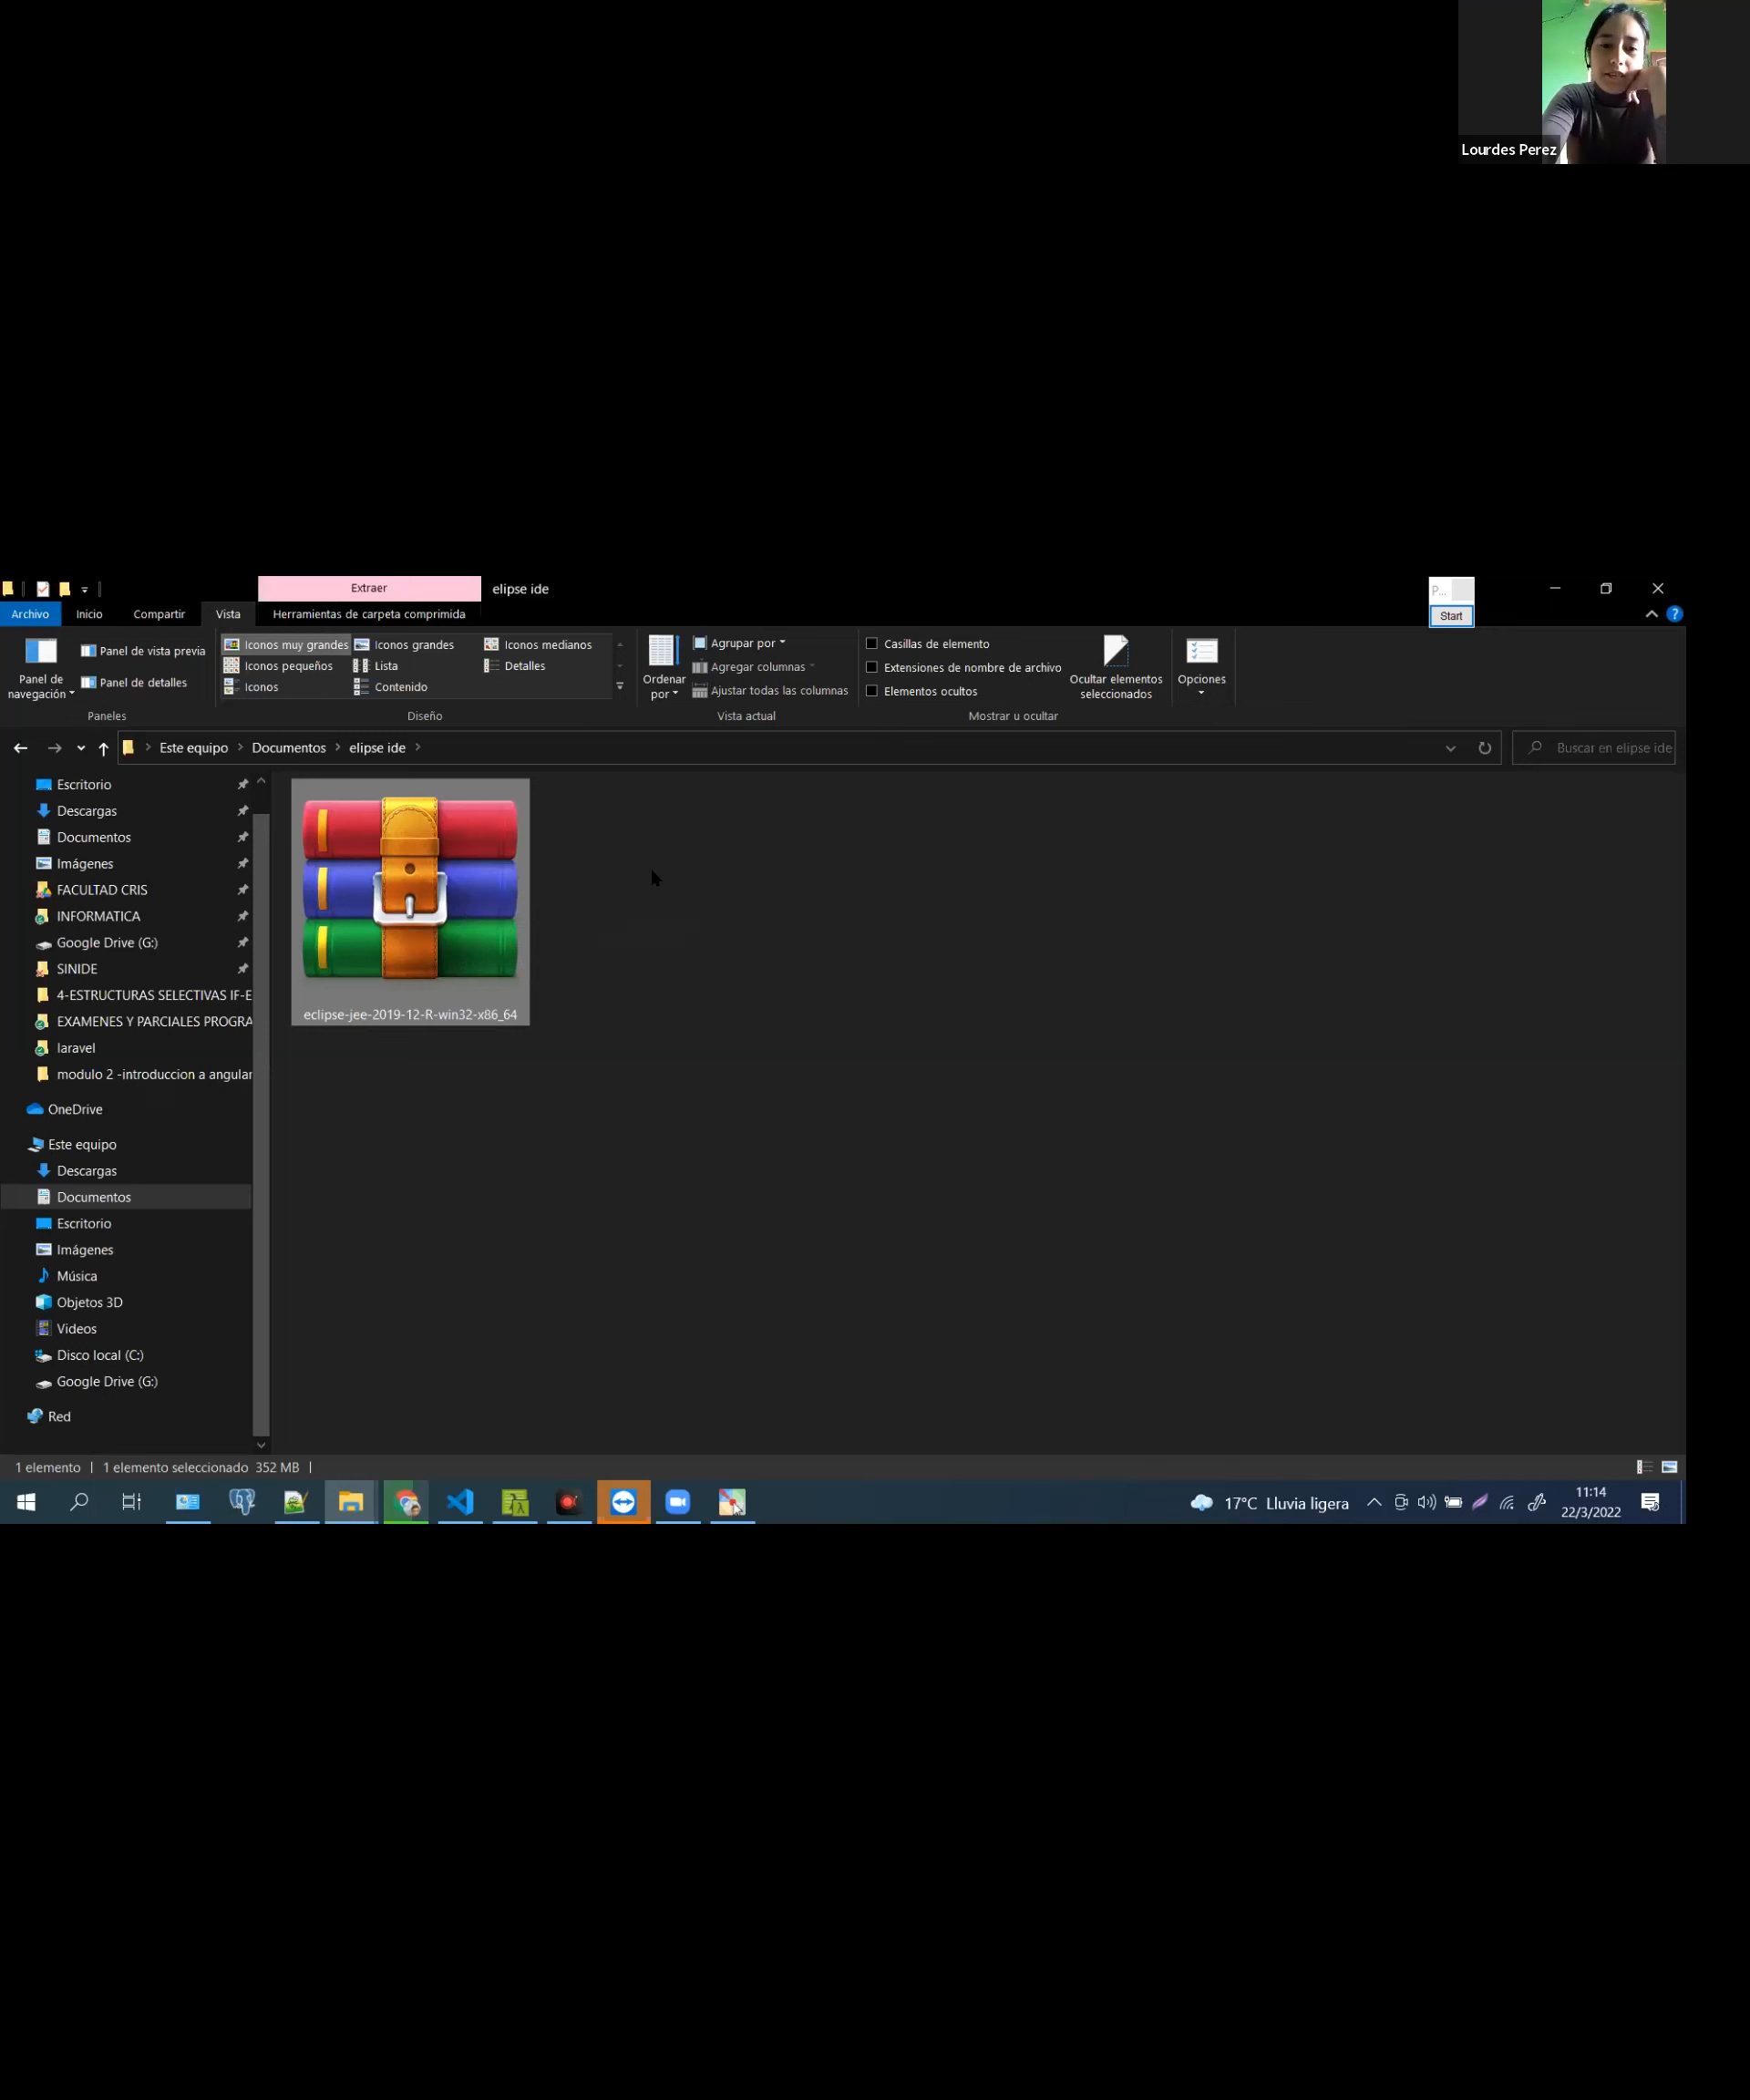 Lourdes Perez
Extraer
elipse ide
P...
Start
Archivo
Inicio
Compartir
Vista
Herramientas de carpeta comprimida
Panel de
navegación
Panel de vista previa
Panel de detalles
Paneles
Iconos muy grandes
Iconos grandes
Iconos medianos
Iconos pequeños
Lista
Detalles
Iconos
Contenido
Diseño
Ordenar
por
Agrupar por
Agregar columnas
Ajustar todas las columnas
Vista actual
Casillas de elemento
Extensiones de nombre de archivo
Elementos ocultos
Ocultar elementos
seleccionados
Mostrar u ocultar
Opciones
Este equipo > Documentos > elipse ide >
Buscar en elipse ide
Escritorio
Descargas
Documentos
Imágenes
FACULTAD CRIS
INFORMATICA
Google Drive (G:)
SINIDE
4-ESTRUCTURAS SELECTIVAS IF-E
EXAMENES Y PARCIALES PROGRA
laravel
modulo 2 -introduccion a angular
OneDrive
Este equipo
Descargas
Documentos
Escritorio
Imágenes
Música
Objetos 3D
Videos
Disco local (C:)
Google Drive (G:)
Red
eclipse-jee-2019-12-R-win32-x86_64
1 elemento | 1 elemento seleccionado 352 MB |
17°C Lluvia ligera
11:14
22/3/2022